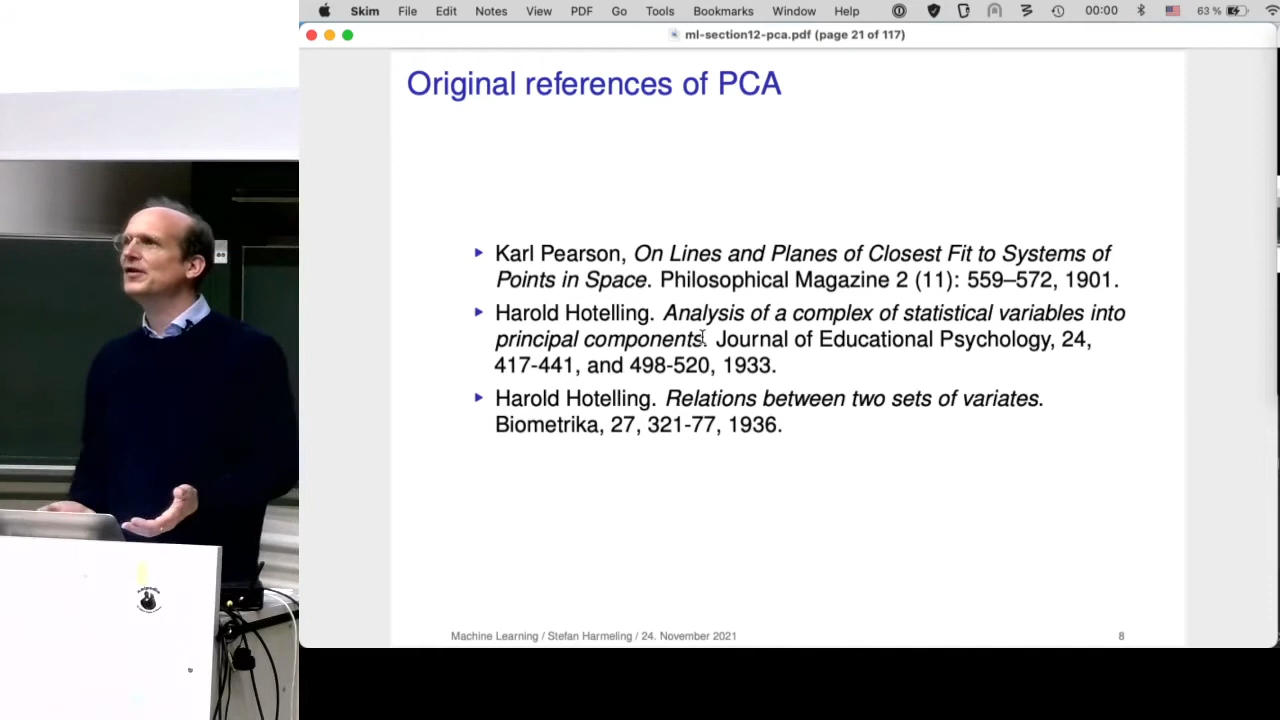 Skim File Edit Notes View PDF Go Tools Bookmarks Window Help 00:00 63 %
ml-section12-pca.pdf (page 21 of 117)
Original references of PCA
Karl Pearson, On Lines and Planes of Closest Fit to Systems of
Points in Space. Philosophical Magazine 2 (11): 559–572, 1901.
Harold Hotelling. Analysis of a complex of statistical variables into
principal components. Journal of Educational Psychology, 24,
417-441, and 498-520, 1933.
Harold Hotelling. Relations between two sets of variates.
Biometrika, 27, 321-77, 1936.
Machine Learning / Stefan Harmeling / 24. November 2021
8